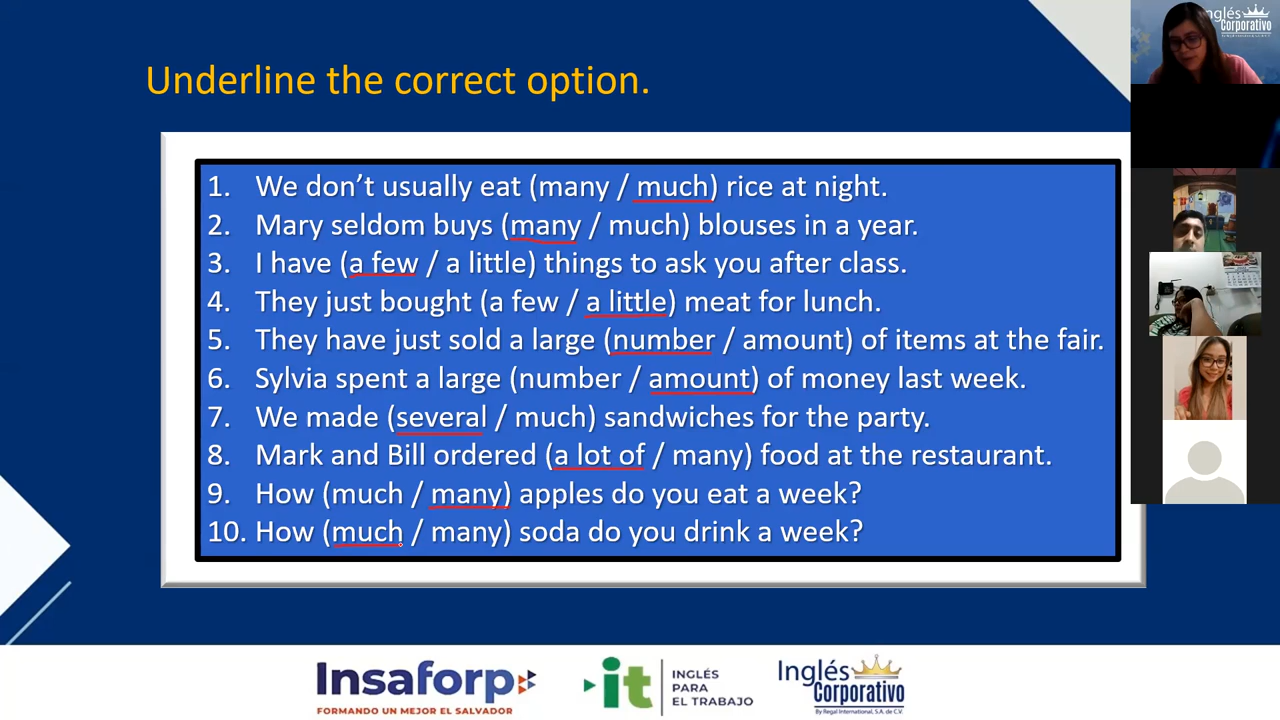 Inglés
Corporativo
Underline the correct option.
1. We don't usually eat (many / much) rice at night.
2. Mary seldom buys (many / much) blouses in a year.
3. I have (a few / a little) things to ask you after class.
4. They just bought (a few / a little) meat for lunch.
5. They have just sold a large (number / amount) of items at the fair.
6. Sylvia spent a large (number / amount) of money last week.
7. We made (several / much) sandwiches for the party.
8. Mark and Bill ordered (a lot of / many) food at the restaurant.
9. How (much / many) apples do you eat a week?
10. How (much / many) soda do you drink a week?
Insaforp
FORMANDO UN MEJOR EL SALVADOR
it
INGLÉS
PARA
EL TRABAJO
Inglés
Corporativo
By Regal International, S.A. de C.V.